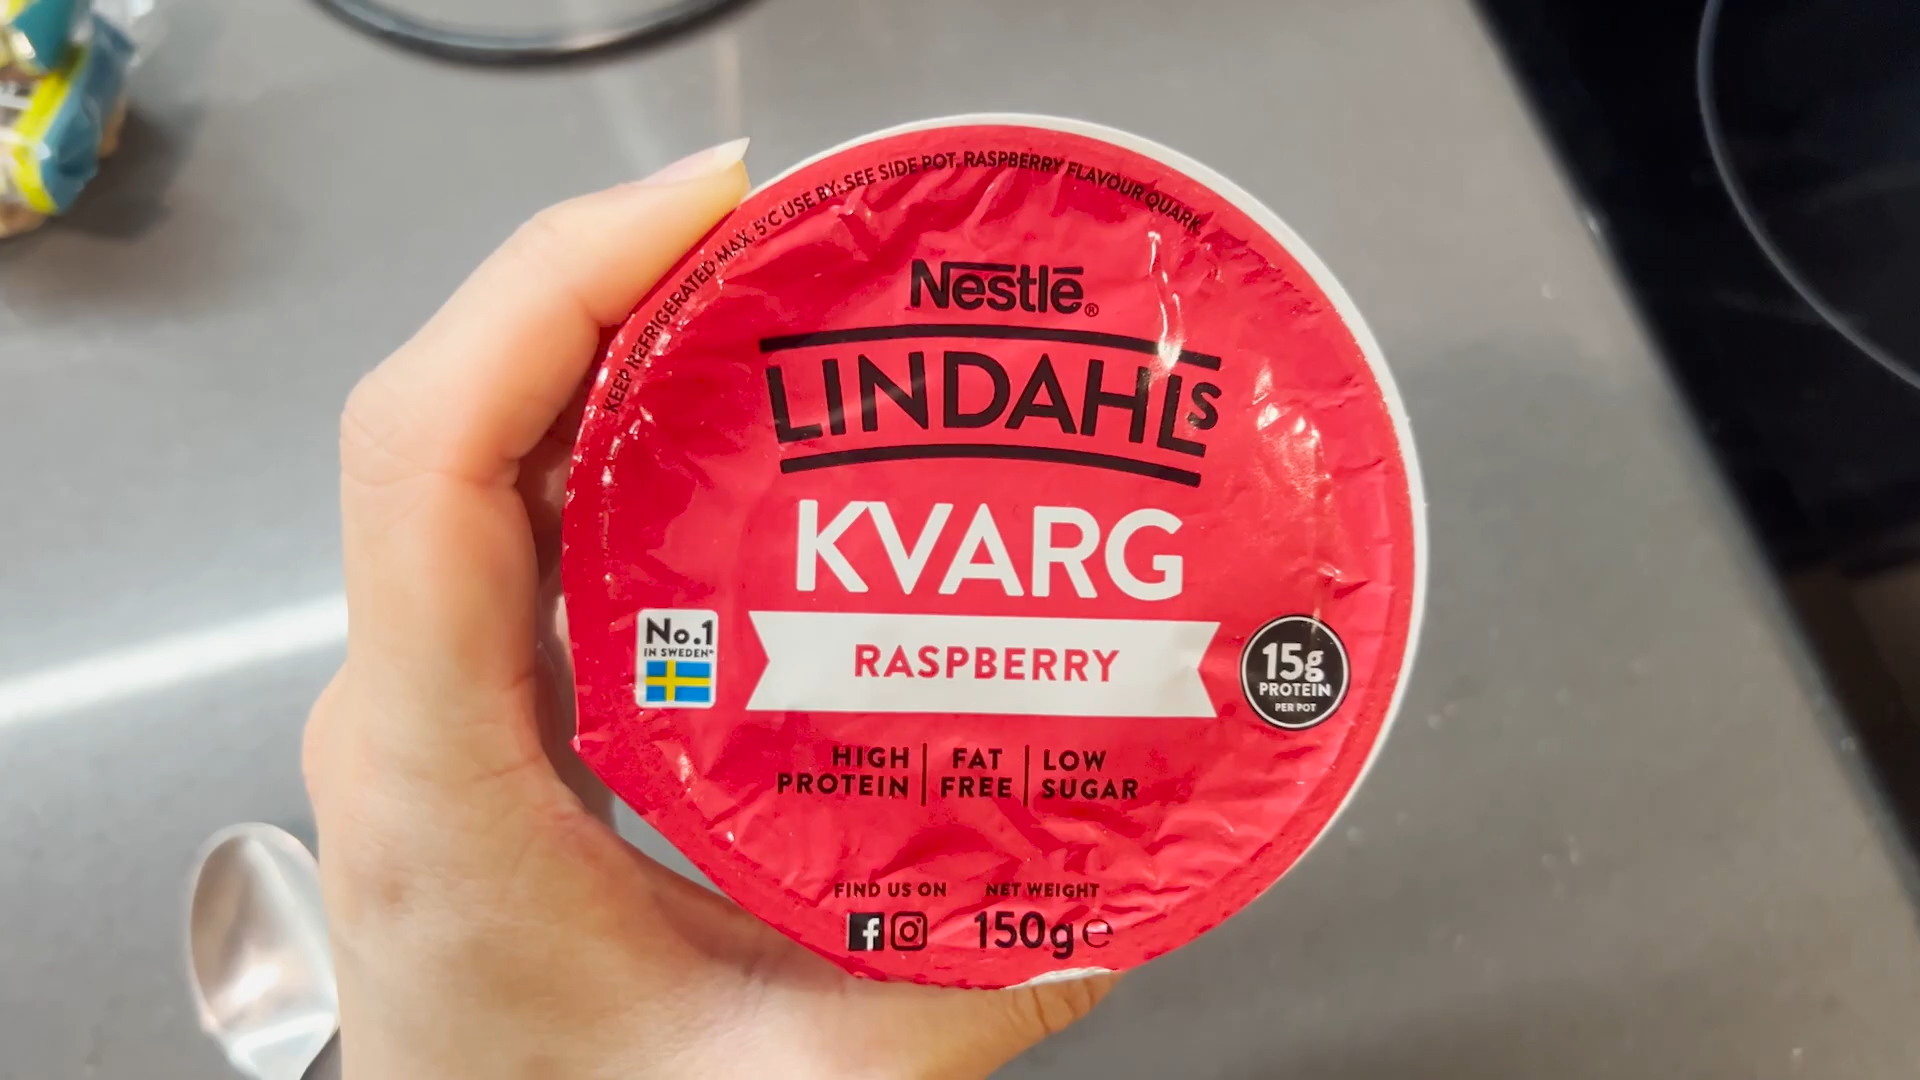 KEEP REFRIGERATED MAX. 5°C USE BY: SEE SIDE POT. RASPBERRY FLAVOUR QUARK
Nestlé®
LINDAHLS
KVARG
No.1
IN SWEDEN*
RASPBERRY
15g
PROTEIN
PER POT
HIGH
PROTEIN
FAT
FREE
LOW
SUGAR
FIND US ON
NET WEIGHT
150g ℮